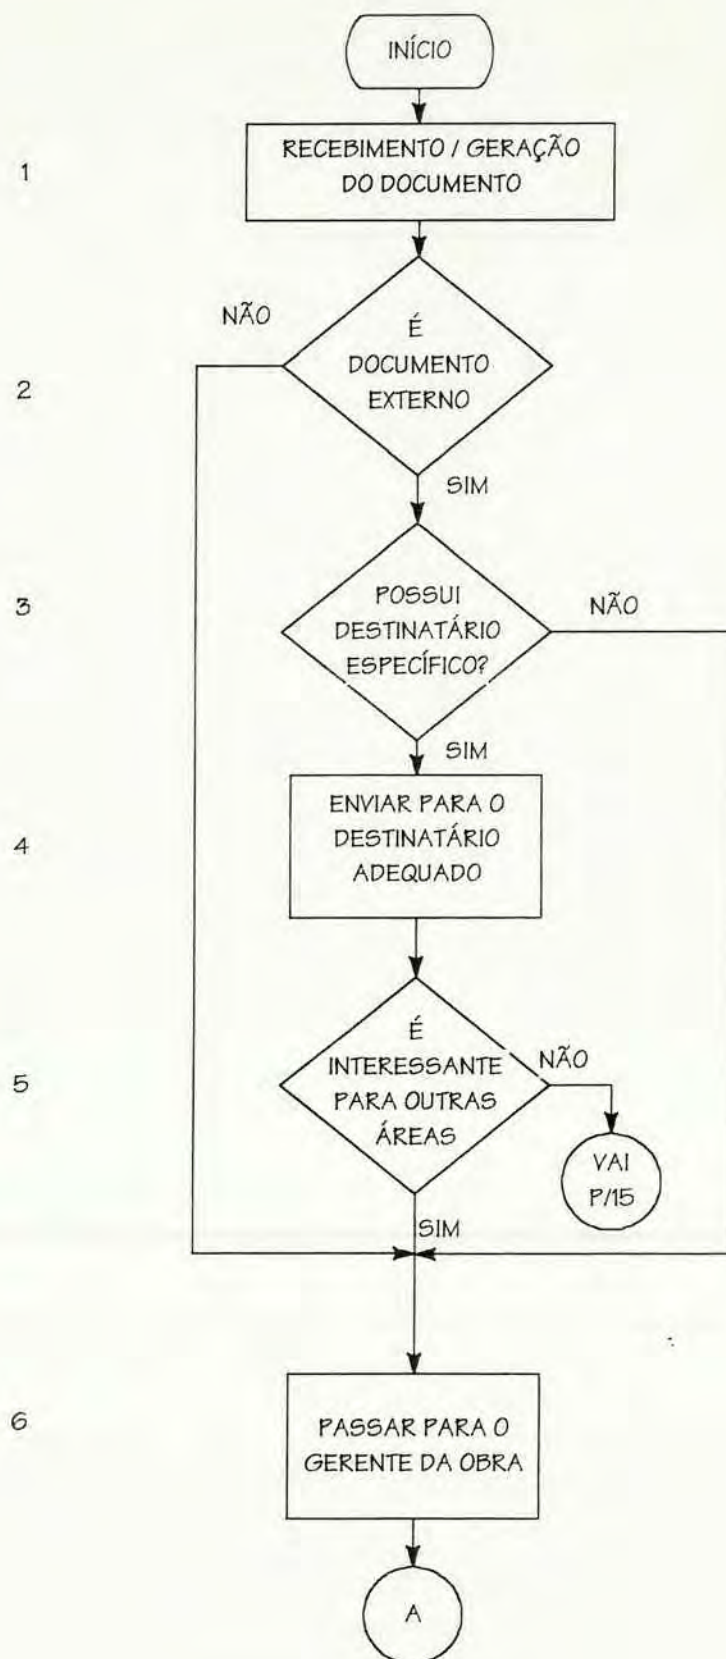 INÍCIO
1
RECEBIMENTO / GERAÇÃO
DO DOCUMENTO
NÃO
É
DOCUMENTO
EXTERNO
2
SIM
3
POSSUI
DESTINATÁRIO
ESPECÍFICO?
NÃO
SIM
4
ENVIAR PARA O
DESTINATÁRIO
ADEQUADO
5
É
INTERESSANTE
PARA OUTRAS
ÁREAS
NÃO
VAI
P/15
SIM
6
PASSAR PARA O
GERENTE DA OBRA
A